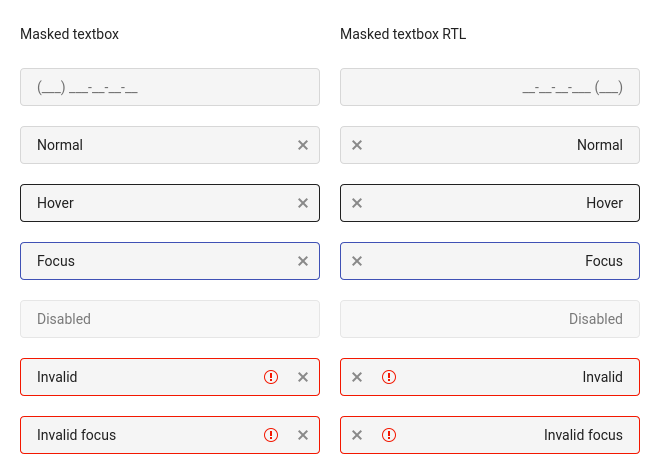 Masked textbox
Masked textbox RTL
(___) ___-__-__-__
__-__-__-___ (___)
Normal
Normal
Hover
Hover
Focus
Focus
Disabled
Disabled
Invalid
Invalid
Invalid focus
Invalid focus